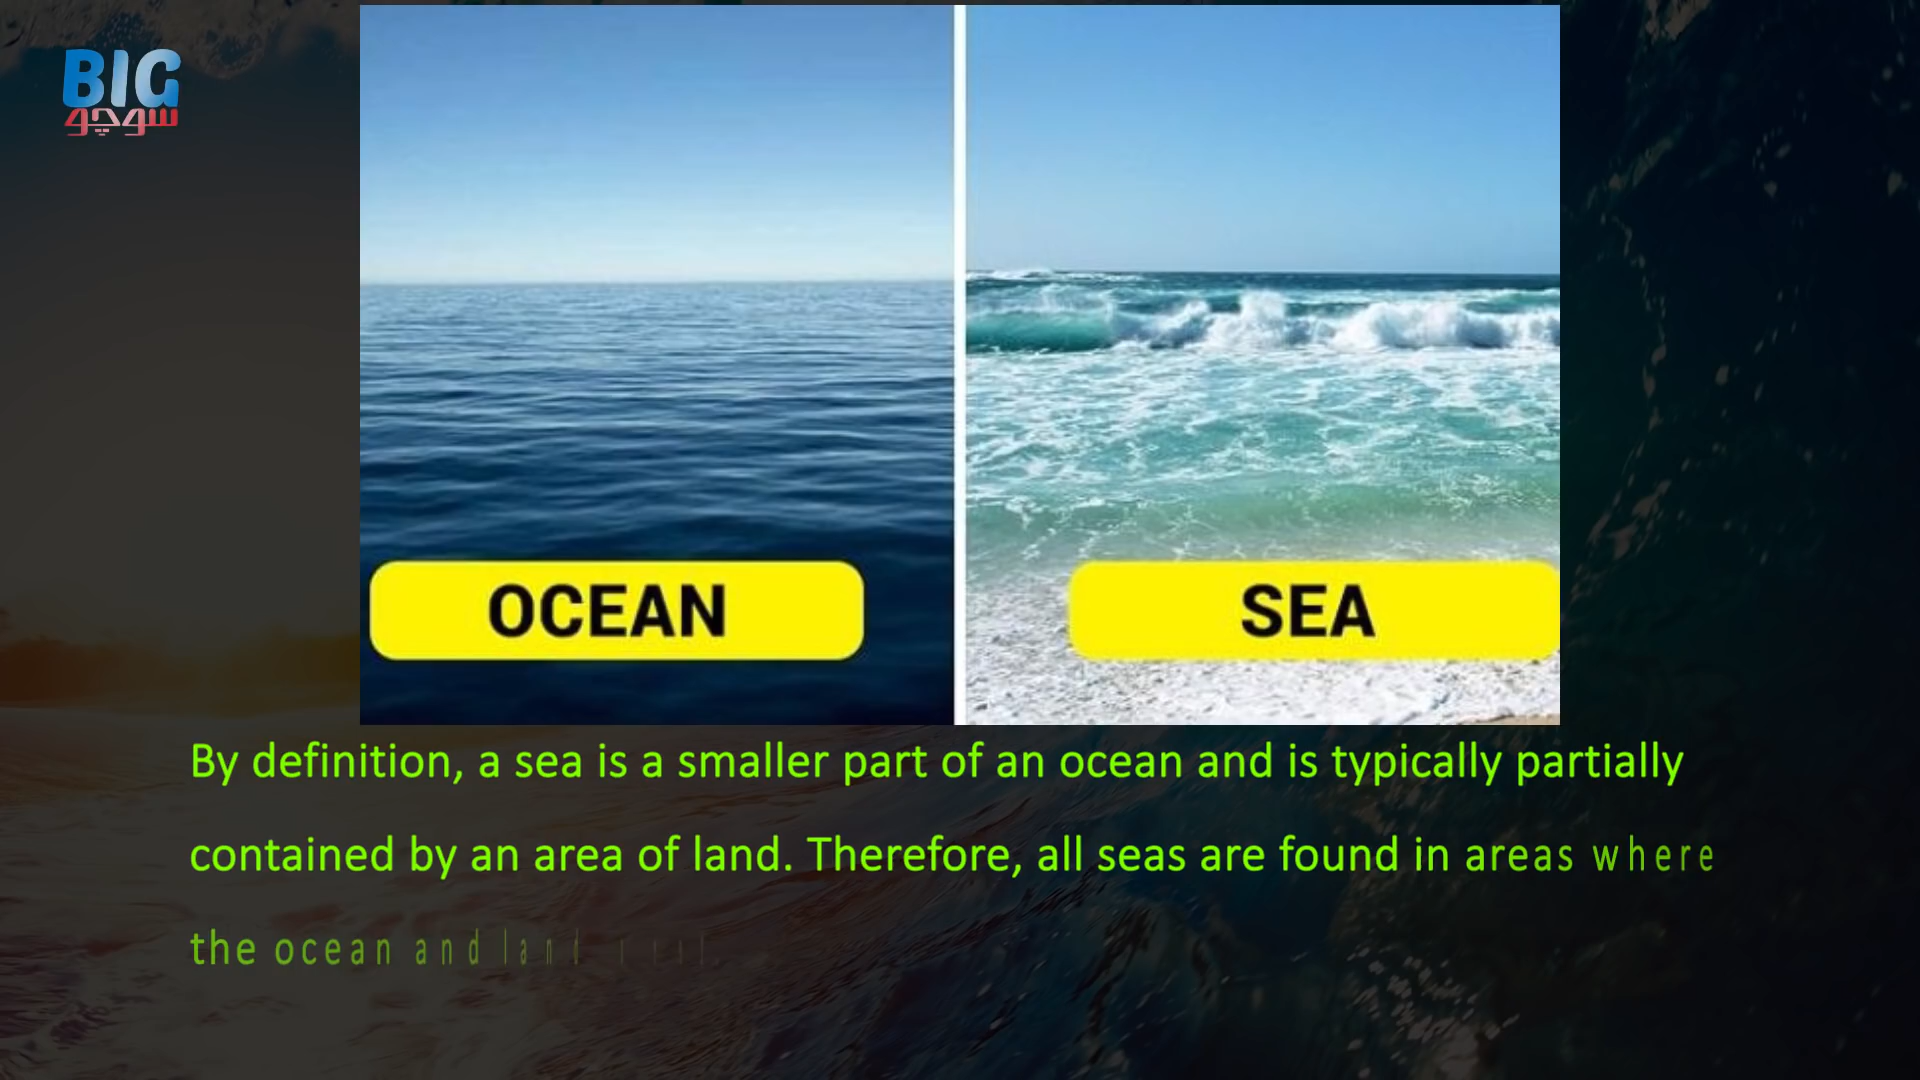 BIG
سوچو
OCEAN
SEA
By definition, a sea is a smaller part of an ocean and is typically partially
contained by an area of land. Therefore, all seas are found in areas where
the ocean and land